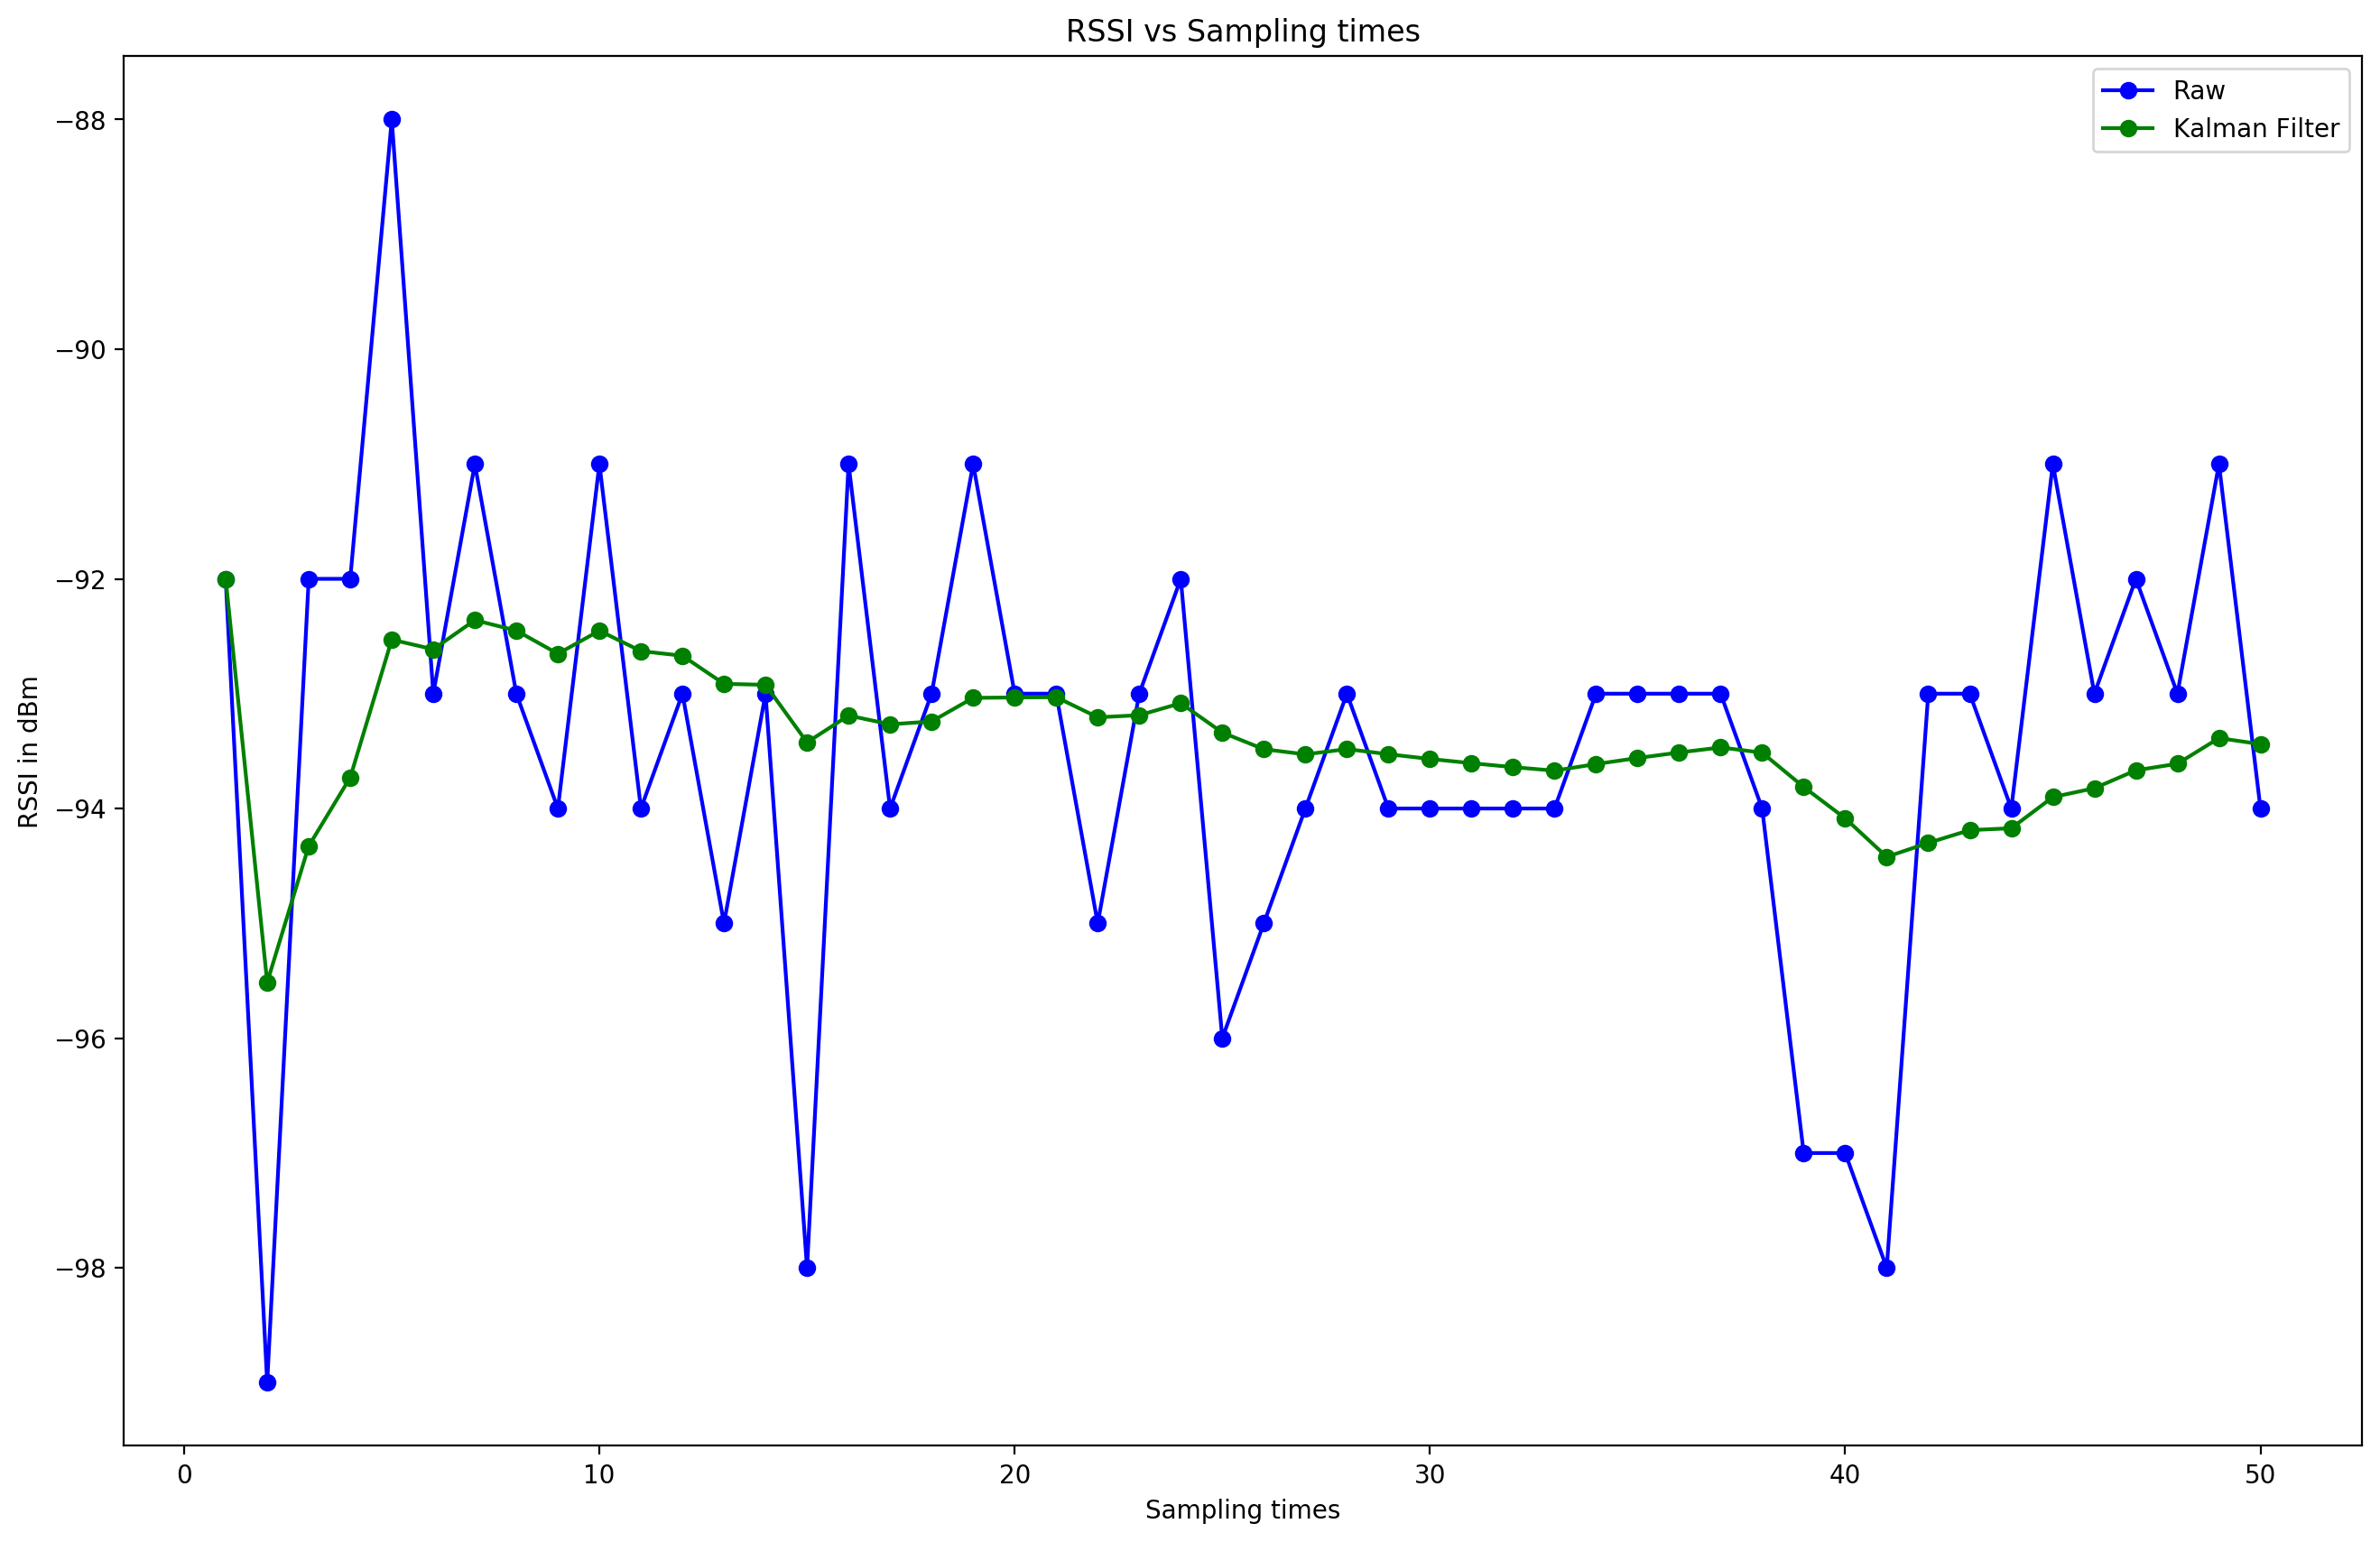 RSSI vs Sampling times
Raw
Kalman Filter
−88
−90
−92
−94
−96
−98
RSSI in dBm
0 10 20 30 40 50
Sampling times